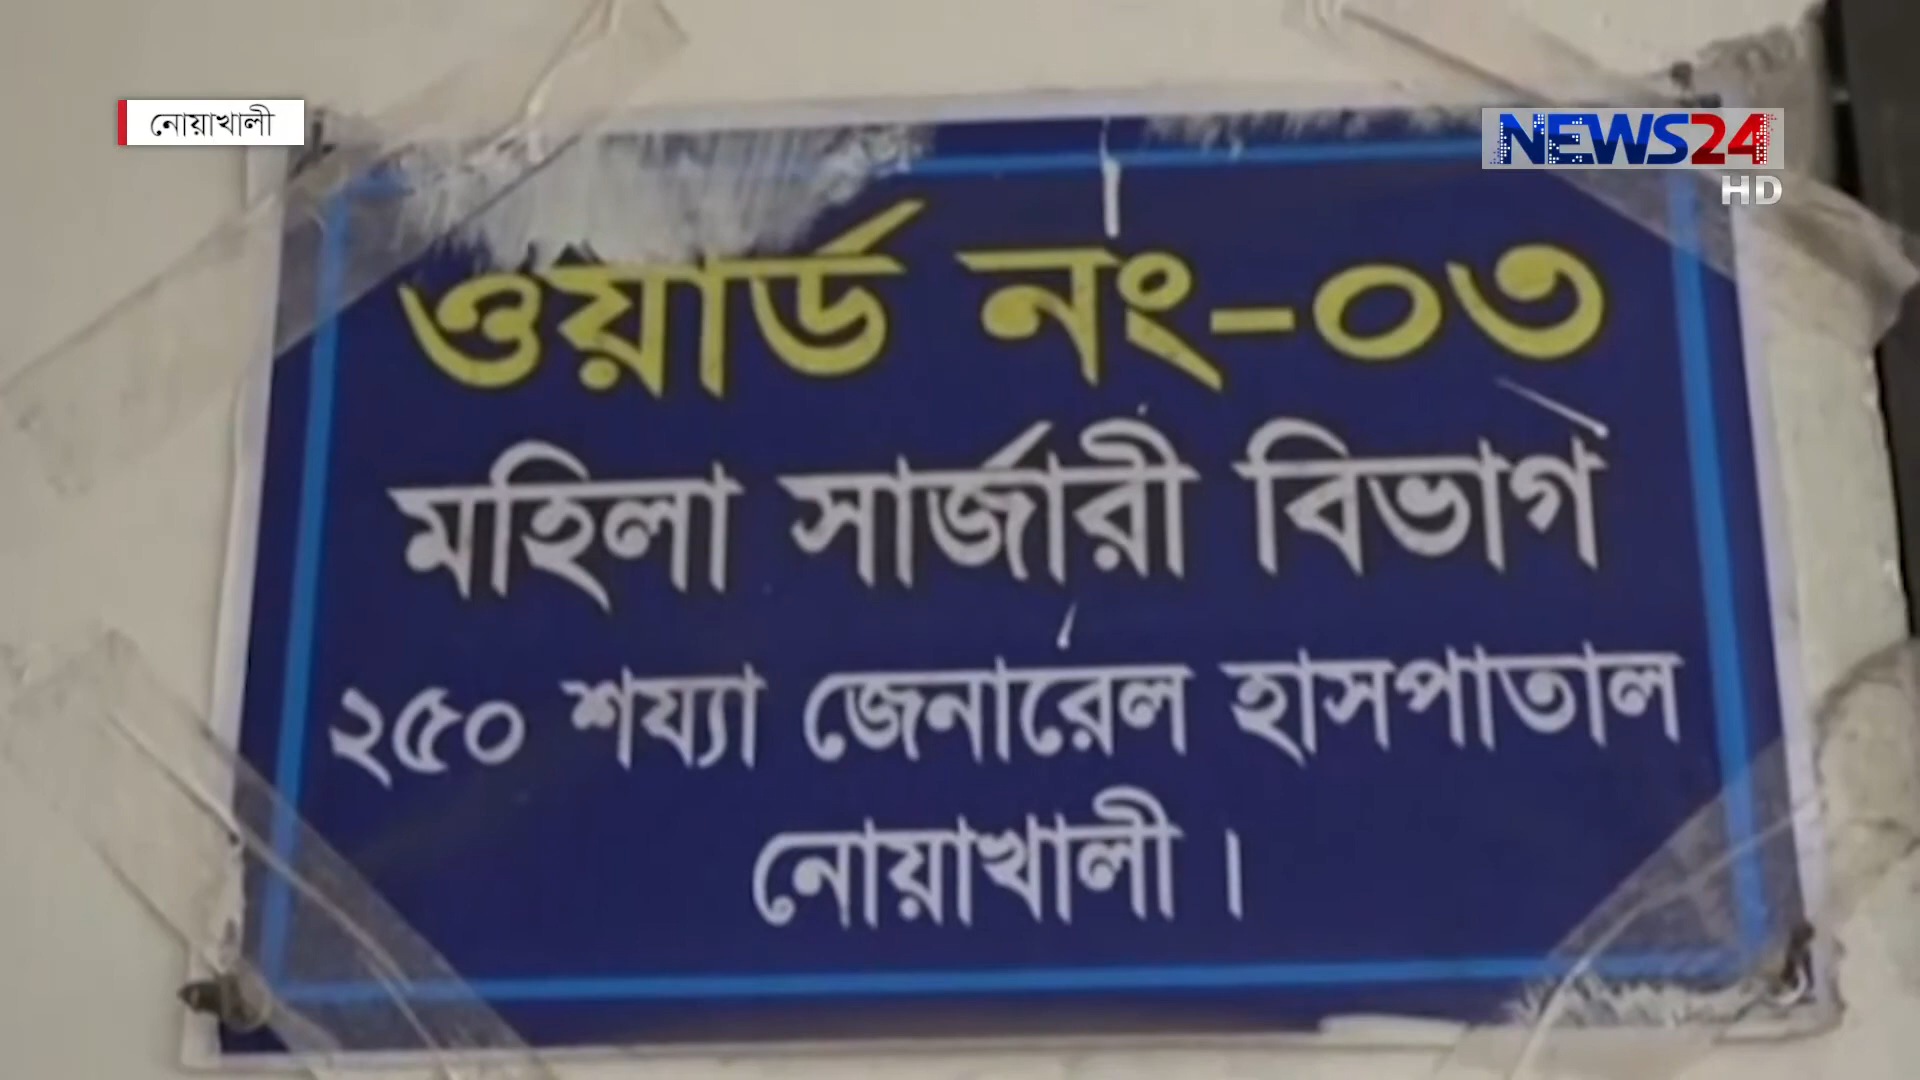 নোয়াখালী
NEWS24
HD
ওয়ার্ড নং-০৩
মহিলা সার্জারী বিভাগ
২৫০ শয্যা জেনারেল হাসপাতাল
নোয়াখালী।